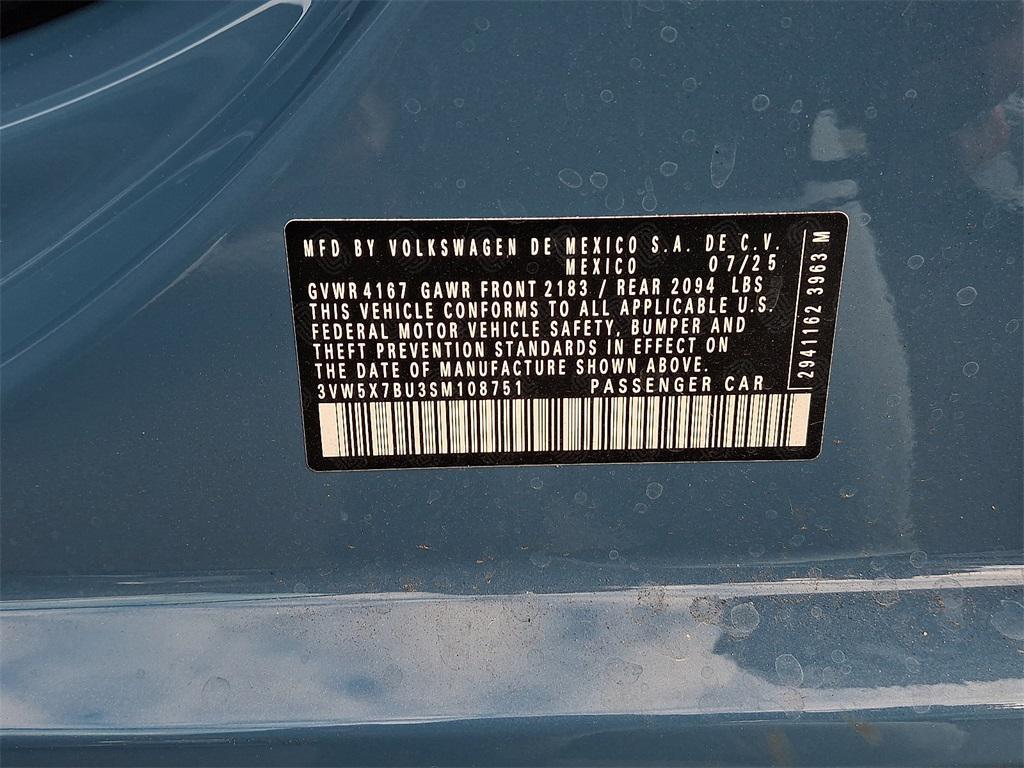 MFD BY VOLKSWAGEN DE MEXICO S.A. DE C.V.
MEXICO 07/25
GVWR 4167 GAWR FRONT 2183 / REAR 2094 LBS
THIS VEHICLE CONFORMS TO ALL APPLICABLE U.S.
FEDERAL MOTOR VEHICLE SAFETY, BUMPER AND
THEFT PREVENTION STANDARDS IN EFFECT ON
THE DATE OF MANUFACTURE SHOWN ABOVE.
3VW5X7BU3SM108751 PASSENGER CAR
2941162 3963 M